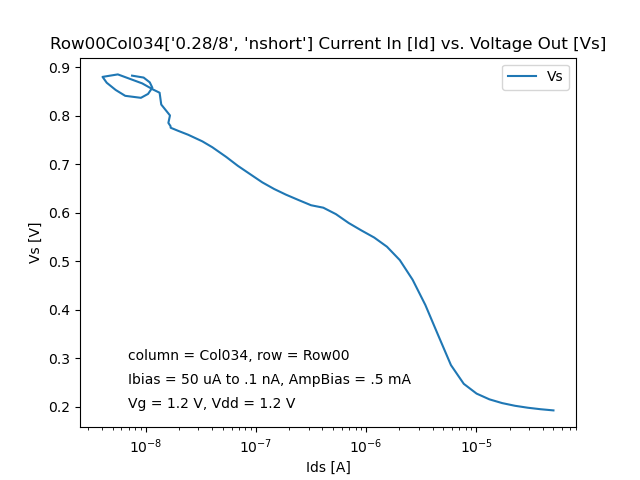 Row00Col034['0.28/8', 'nshort'] Current In [Id] vs. Voltage Out [Vs]
Vs
0.9
0.8
0.7
0.6
0.5
0.4
0.3
0.2
Vs [V]
column = Col034, row = Row00
Ibias = 50 uA to .1 nA, AmpBias = .5 mA
Vg = 1.2 V, Vdd = 1.2 V
10⁻⁸ 10⁻⁷ 10⁻⁶ 10⁻⁵
Ids [A]